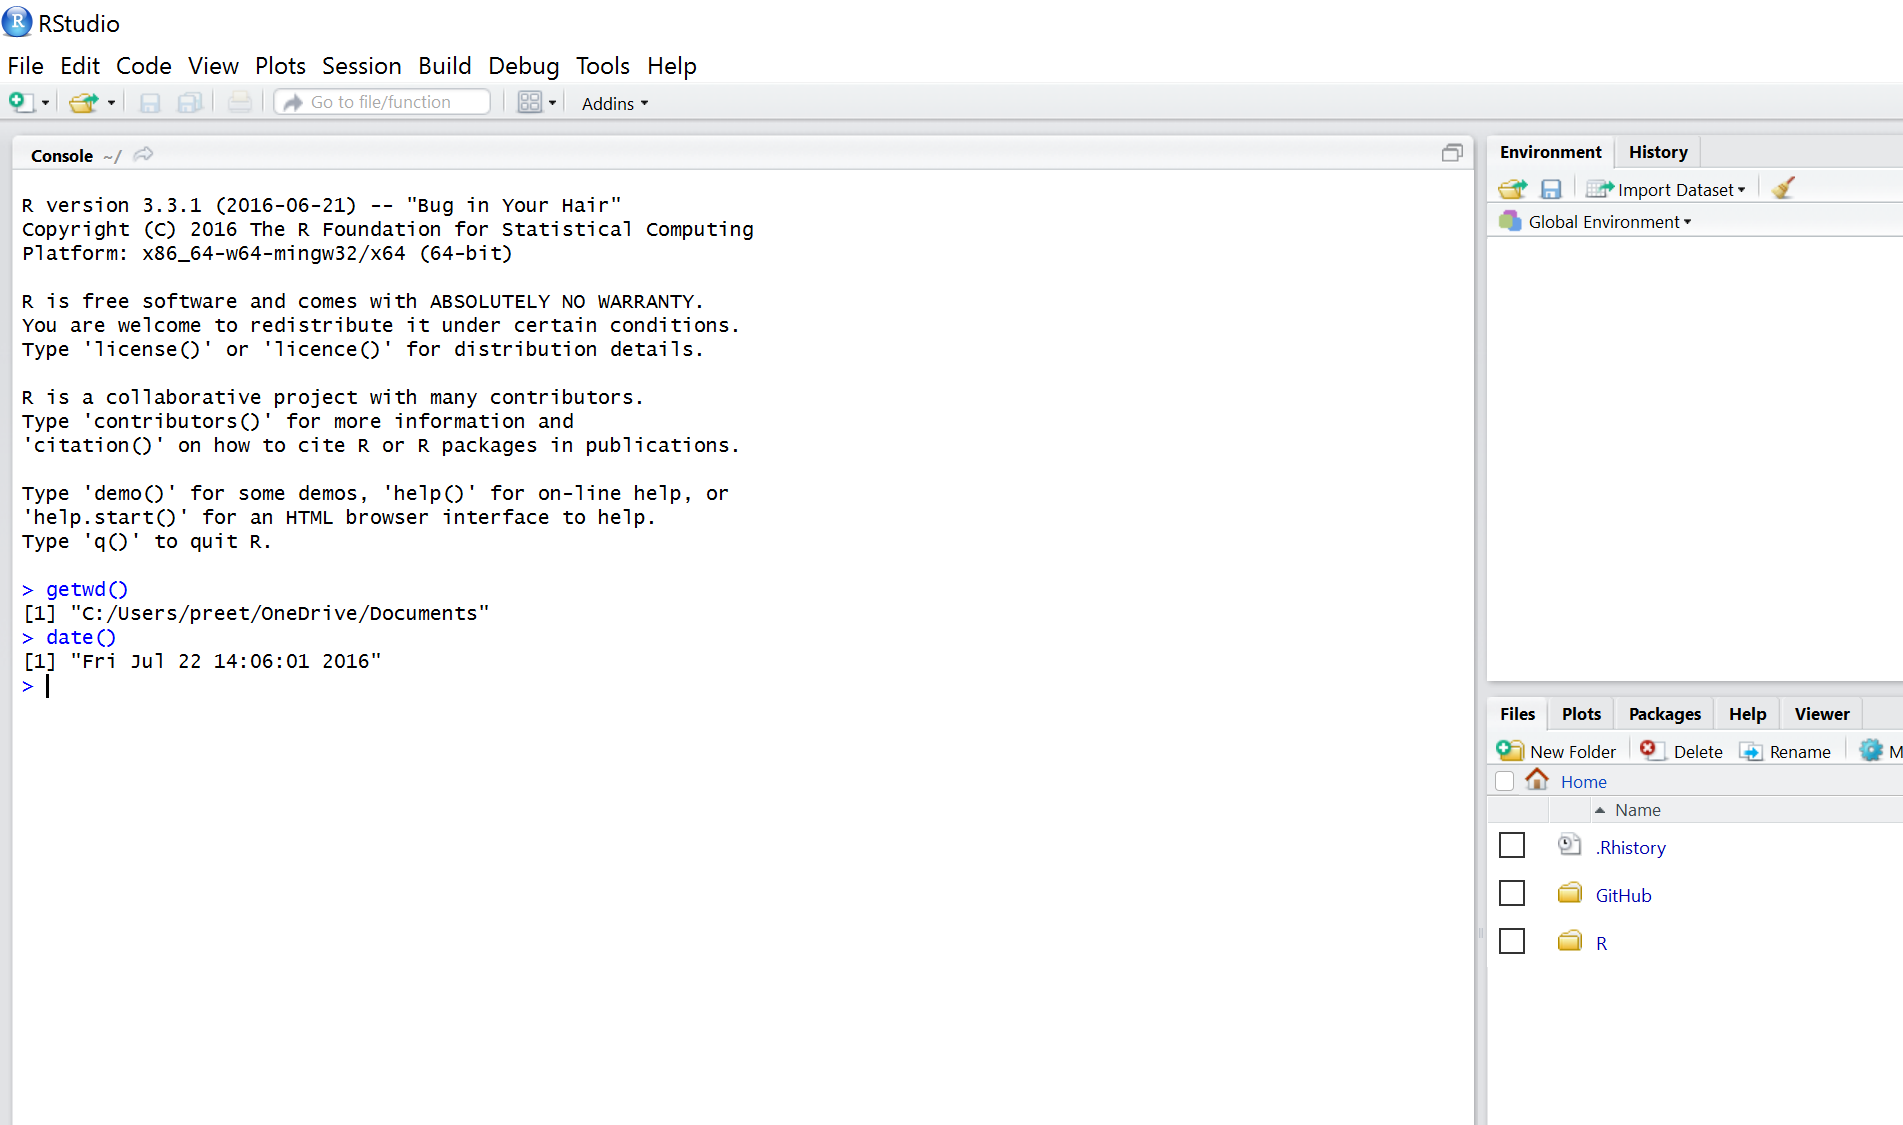 RStudio
File Edit Code View Plots Session Build Debug Tools Help
Go to file/function Addins
Console ~/
R version 3.3.1 (2016-06-21) -- "Bug in Your Hair"
Copyright (C) 2016 The R Foundation for Statistical Computing
Platform: x86_64-w64-mingw32/x64 (64-bit)
R is free software and comes with ABSOLUTELY NO WARRANTY.
You are welcome to redistribute it under certain conditions.
Type 'license()' or 'licence()' for distribution details.
R is a collaborative project with many contributors.
Type 'contributors()' for more information and
'citation()' on how to cite R or R packages in publications.
Type 'demo()' for some demos, 'help()' for on-line help, or
'help.start()' for an HTML browser interface to help.
Type 'q()' to quit R.
> getwd()
[1] "C:/Users/preet/OneDrive/Documents"
> date()
[1] "Fri Jul 22 14:06:01 2016"
>
Environment History
Import Dataset
Global Environment
Files Plots Packages Help Viewer
New Folder Delete Rename M
Home
Name
.Rhistory
GitHub
R